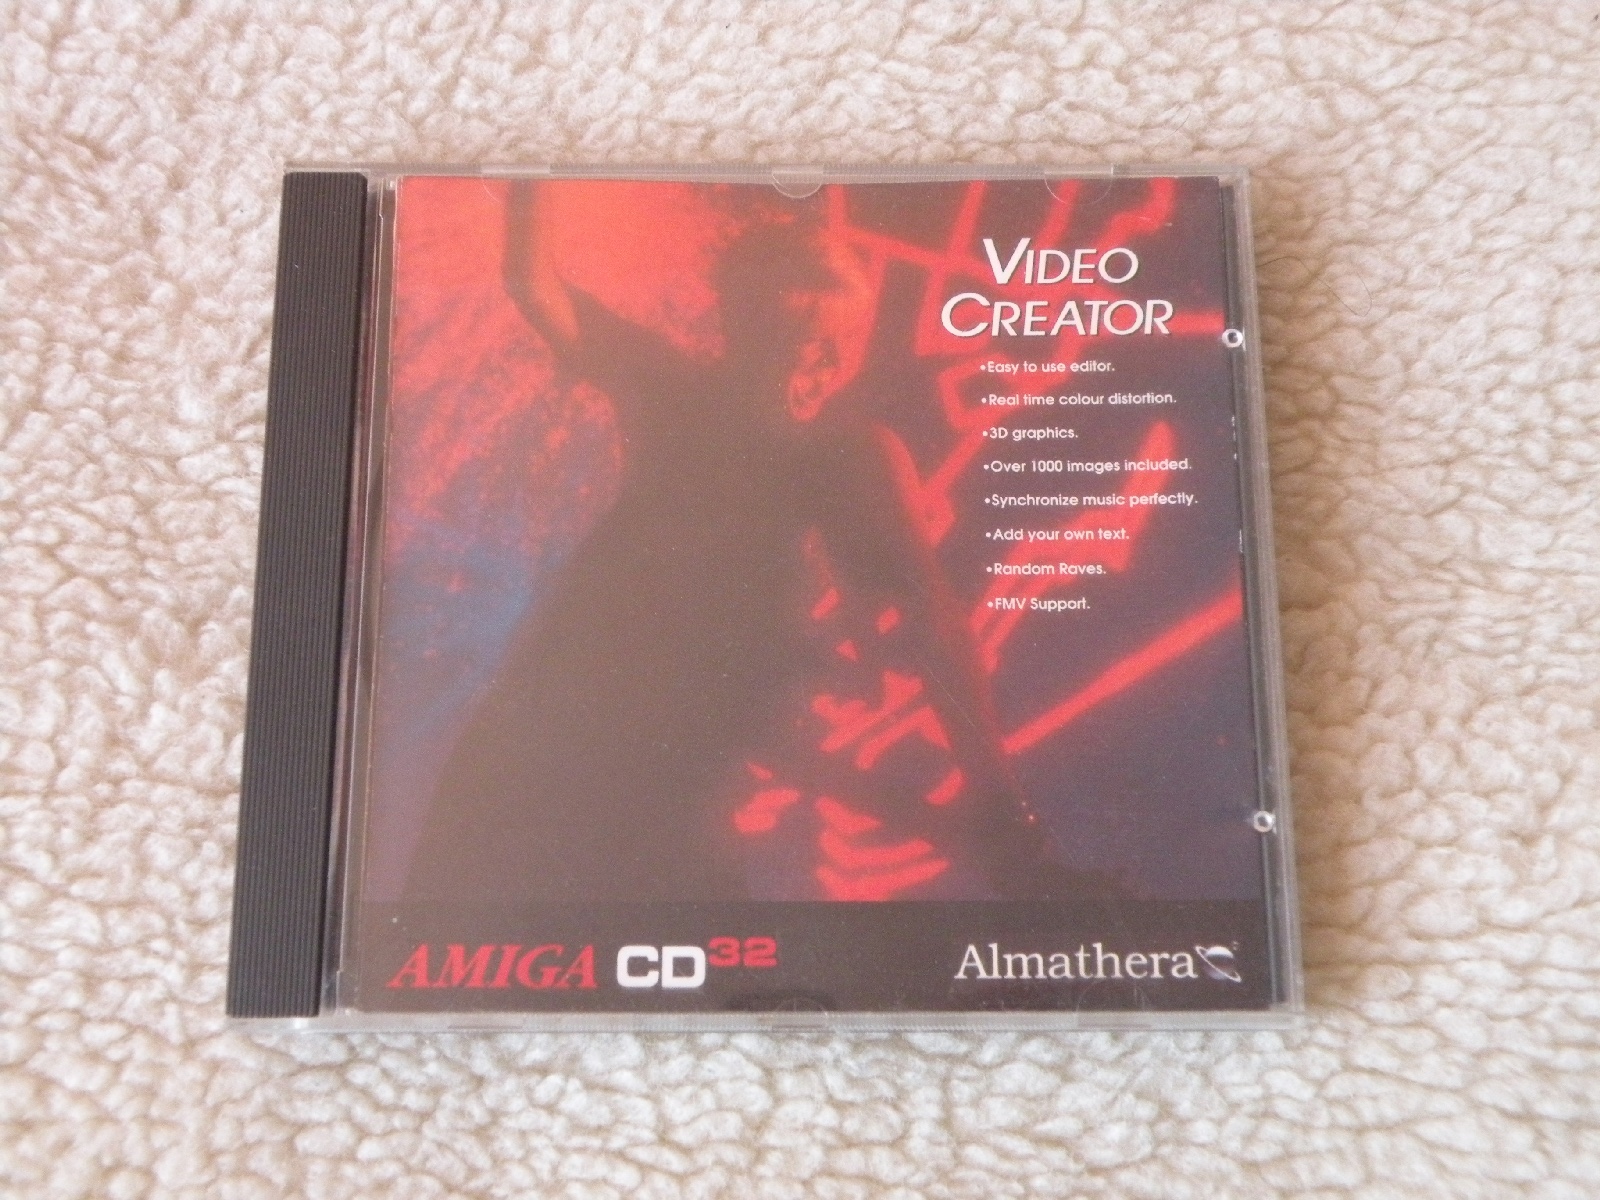 VIDEO
CREATOR
•Easy to use editor.
•Real time colour distortion.
•3D graphics.
•Over 1000 images included.
•Synchronize music perfectly.
•Add your own text.
•Random Raves.
•FMV Support.
AMIGA CD32
Almathera